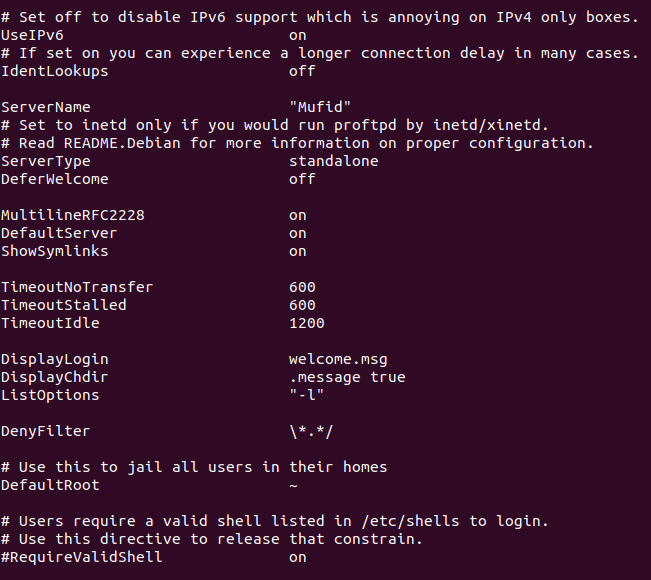 # Set off to disable IPv6 support which is annoying on IPv4 only boxes.
UseIPv6                         on
# If set on you can experience a longer connection delay in many cases.
IdentLookups                    off

ServerName                      "Mufid"
# Set to inetd only if you would run proftpd by inetd/xinetd.
# Read README.Debian for more information on proper configuration.
ServerType                      standalone
DeferWelcome                    off

MultilineRFC2228                on
DefaultServer                   on
ShowSymlinks                    on

TimeoutNoTransfer               600
TimeoutStalled                  600
TimeoutIdle                     1200

DisplayLogin                    welcome.msg
DisplayChdir                    .message true
ListOptions                     "-l"

DenyFilter                      \*.*/

# Use this to jail all users in their homes
DefaultRoot                     ~

# Users require a valid shell listed in /etc/shells to login.
# Use this directive to release that constrain.
#RequireValidShell              on